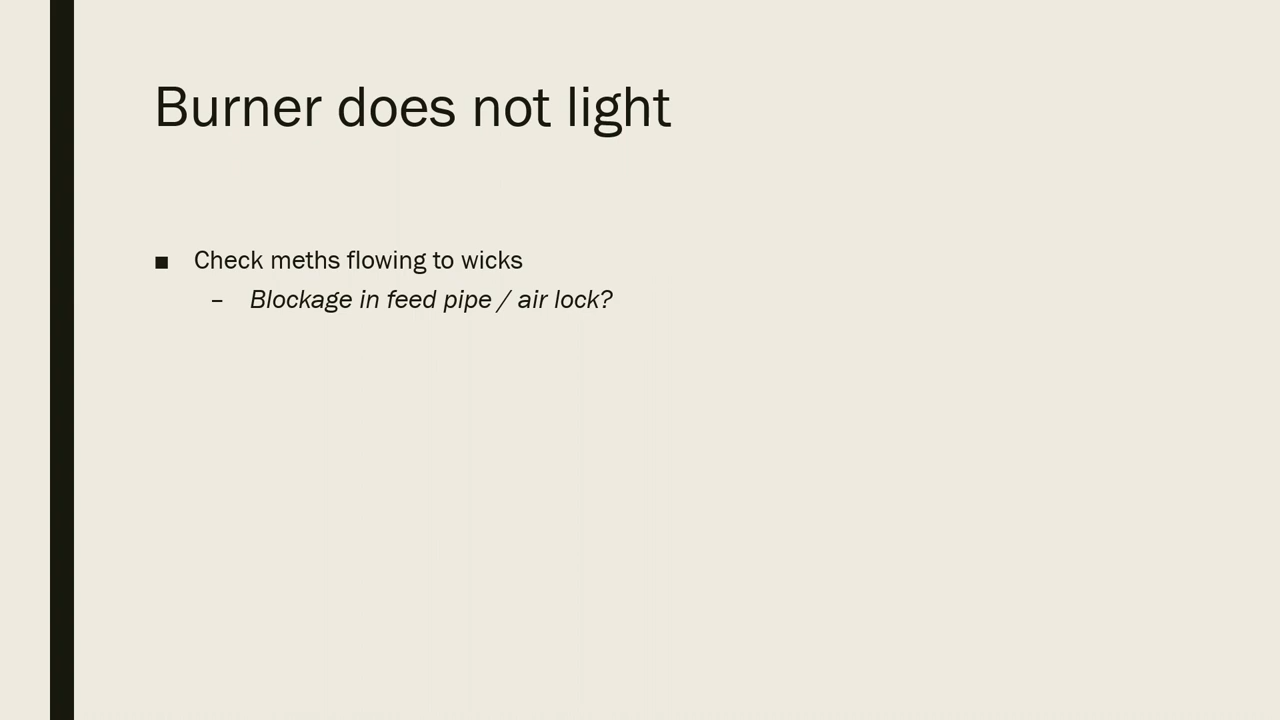 Burner does not light
■ Check meths flowing to wicks
– Blockage in feed pipe / air lock?